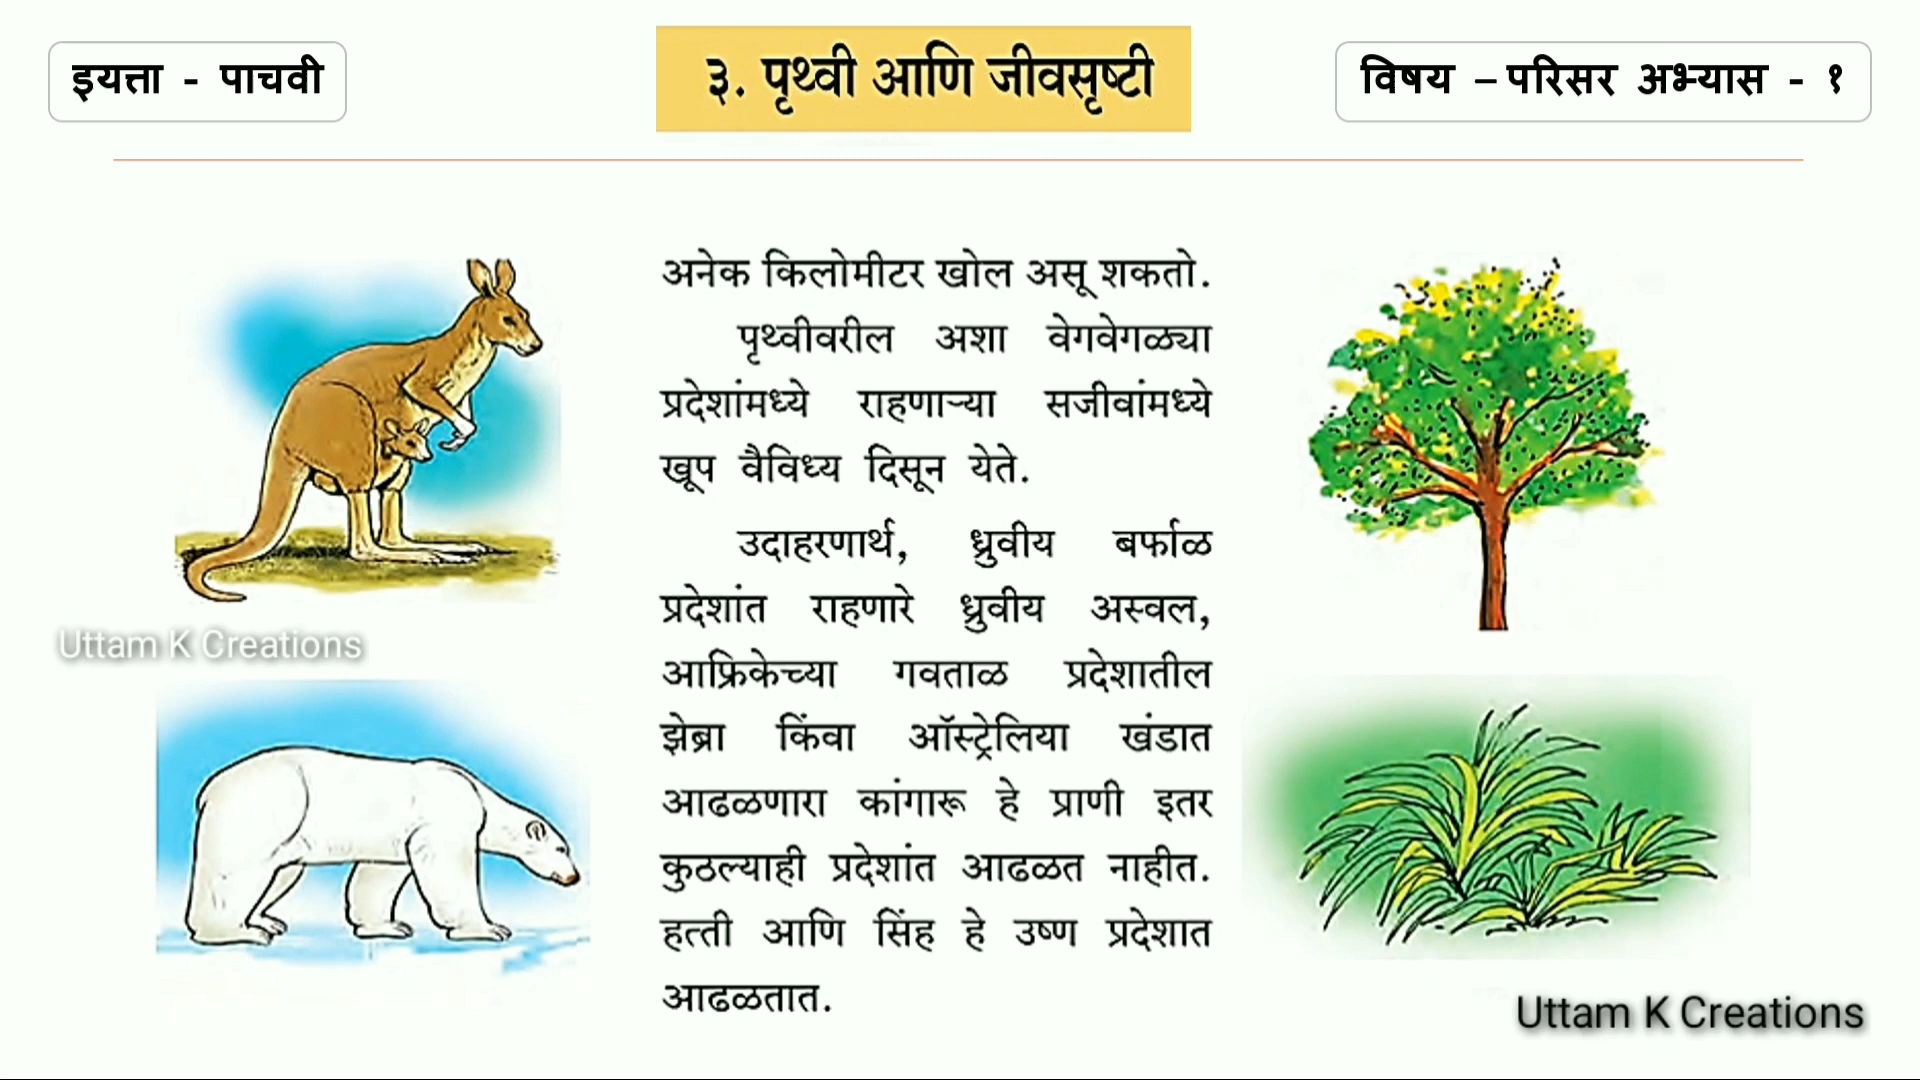 इयत्ता - पाचवी
३. पृथ्वी आणि जीवसृष्टी
विषय – परिसर अभ्यास - १
अनेक किलोमीटर खोल असू शकतो.
पृथ्वीवरील अशा वेगवेगळ्या
प्रदेशांमध्ये राहणाऱ्या सजीवांमध्ये
खूप वैविध्य दिसून येते.
उदाहरणार्थ, ध्रुवीय बर्फाळ
प्रदेशांत राहणारे ध्रुवीय अस्वल,
आफ्रिकेच्या गवताळ प्रदेशातील
झेब्रा किंवा ऑस्ट्रेलिया खंडात
आढळणारा कांगारू हे प्राणी इतर
कुठल्याही प्रदेशांत आढळत नाहीत.
हत्ती आणि सिंह हे उष्ण प्रदेशात
आढळतात.
Uttam K Creations
Uttam K Creations